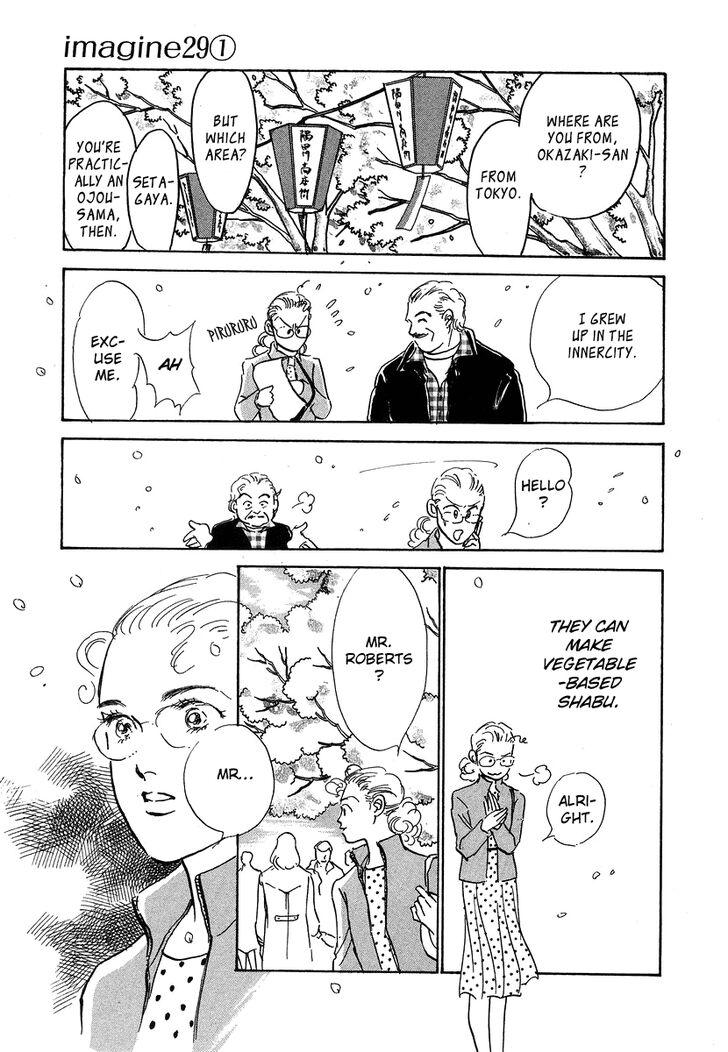 imagine29①
WHERE ARE
YOU FROM,
OKAZAKI-SAN
?
FROM
TOKYO.
BUT
WHICH
AREA?
SETA-
GAYA.
YOU'RE
PRACTIC-
ALLY AN
OJOU-
SAMA,
THEN.
I GREW
UP IN THE
INNERCITY.
PIRURURU
AH
EXC-
USE
ME.
HELLO
?
THEY CAN
MAKE
VEGETABLE
-BASED
SHABU.
ALRI-
GHT.
MR.
ROBERTS
?
MR...